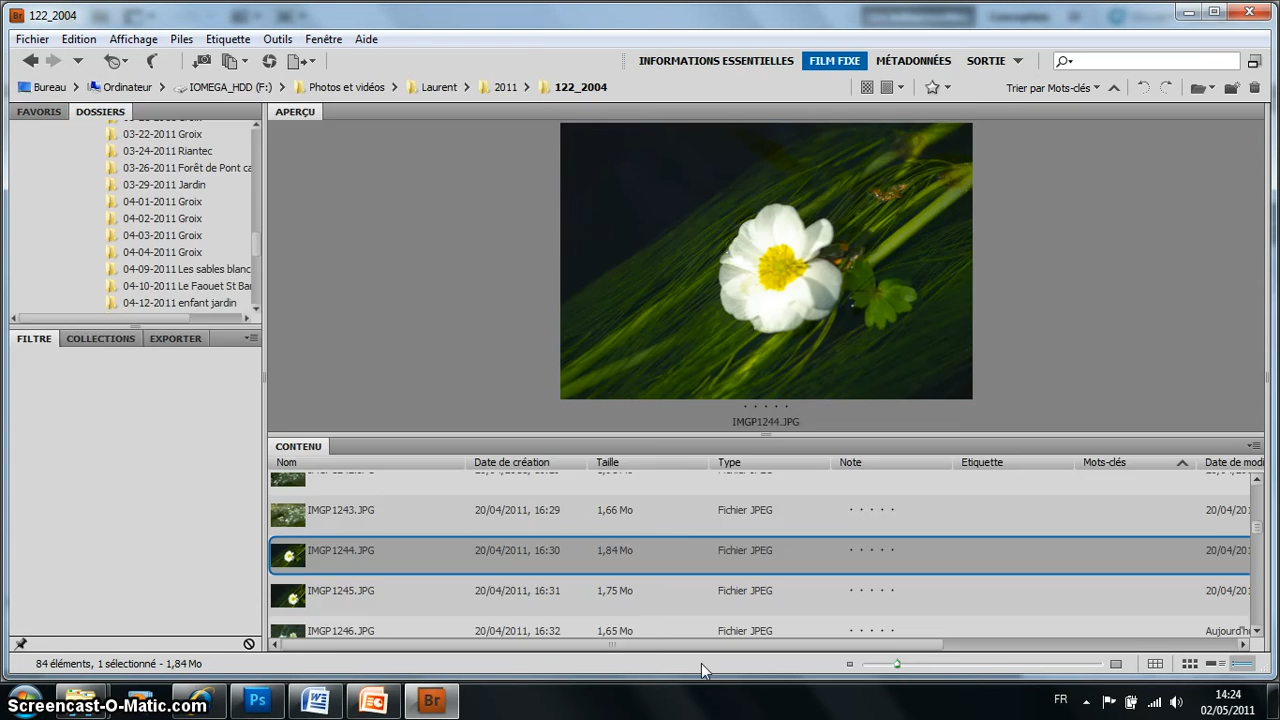 Br 122_2004
Fichier Edition Affichage Piles Etiquette Outils Fenêtre Aide
INFORMATIONS ESSENTIELLES FILM FIXE MÉTADONNÉES SORTIE
Bureau Ordinateur IOMEGA_HDD (F:) Photos et vidéos Laurent 2011 122_2004 Trier par Mots-clés
FAVORIS DOSSIERS APERÇU
03-22-2011 Groix
03-24-2011 Riantec
03-26-2011 Forêt de Pont ca
03-29-2011 Jardin
04-01-2011 Groix
04-02-2011 Groix
04-03-2011 Groix
04-04-2011 Groix
04-09-2011 Les sables blanc
04-10-2011 Le Faouet St Bar
04-12-2011 enfant jardin
FILTRE COLLECTIONS EXPORTER
IMGP1244.JPG
CONTENU
Nom Date de création Taille Type Note Etiquette Mots-clés Date de modi
IMGP1243.JPG 20/04/2011, 16:29 1,66 Mo Fichier JPEG 20/04/20
IMGP1244.JPG 20/04/2011, 16:30 1,84 Mo Fichier JPEG 20/04/201
IMGP1245.JPG 20/04/2011, 16:31 1,75 Mo Fichier JPEG 20/04/201
IMGP1246.JPG 20/04/2011, 16:32 1,65 Mo Fichier JPEG Aujourd'h
84 éléments, 1 sélectionné - 1,84 Mo
Ps W Br FR 14:24
Screencast-O-Matic.com 02/05/2011